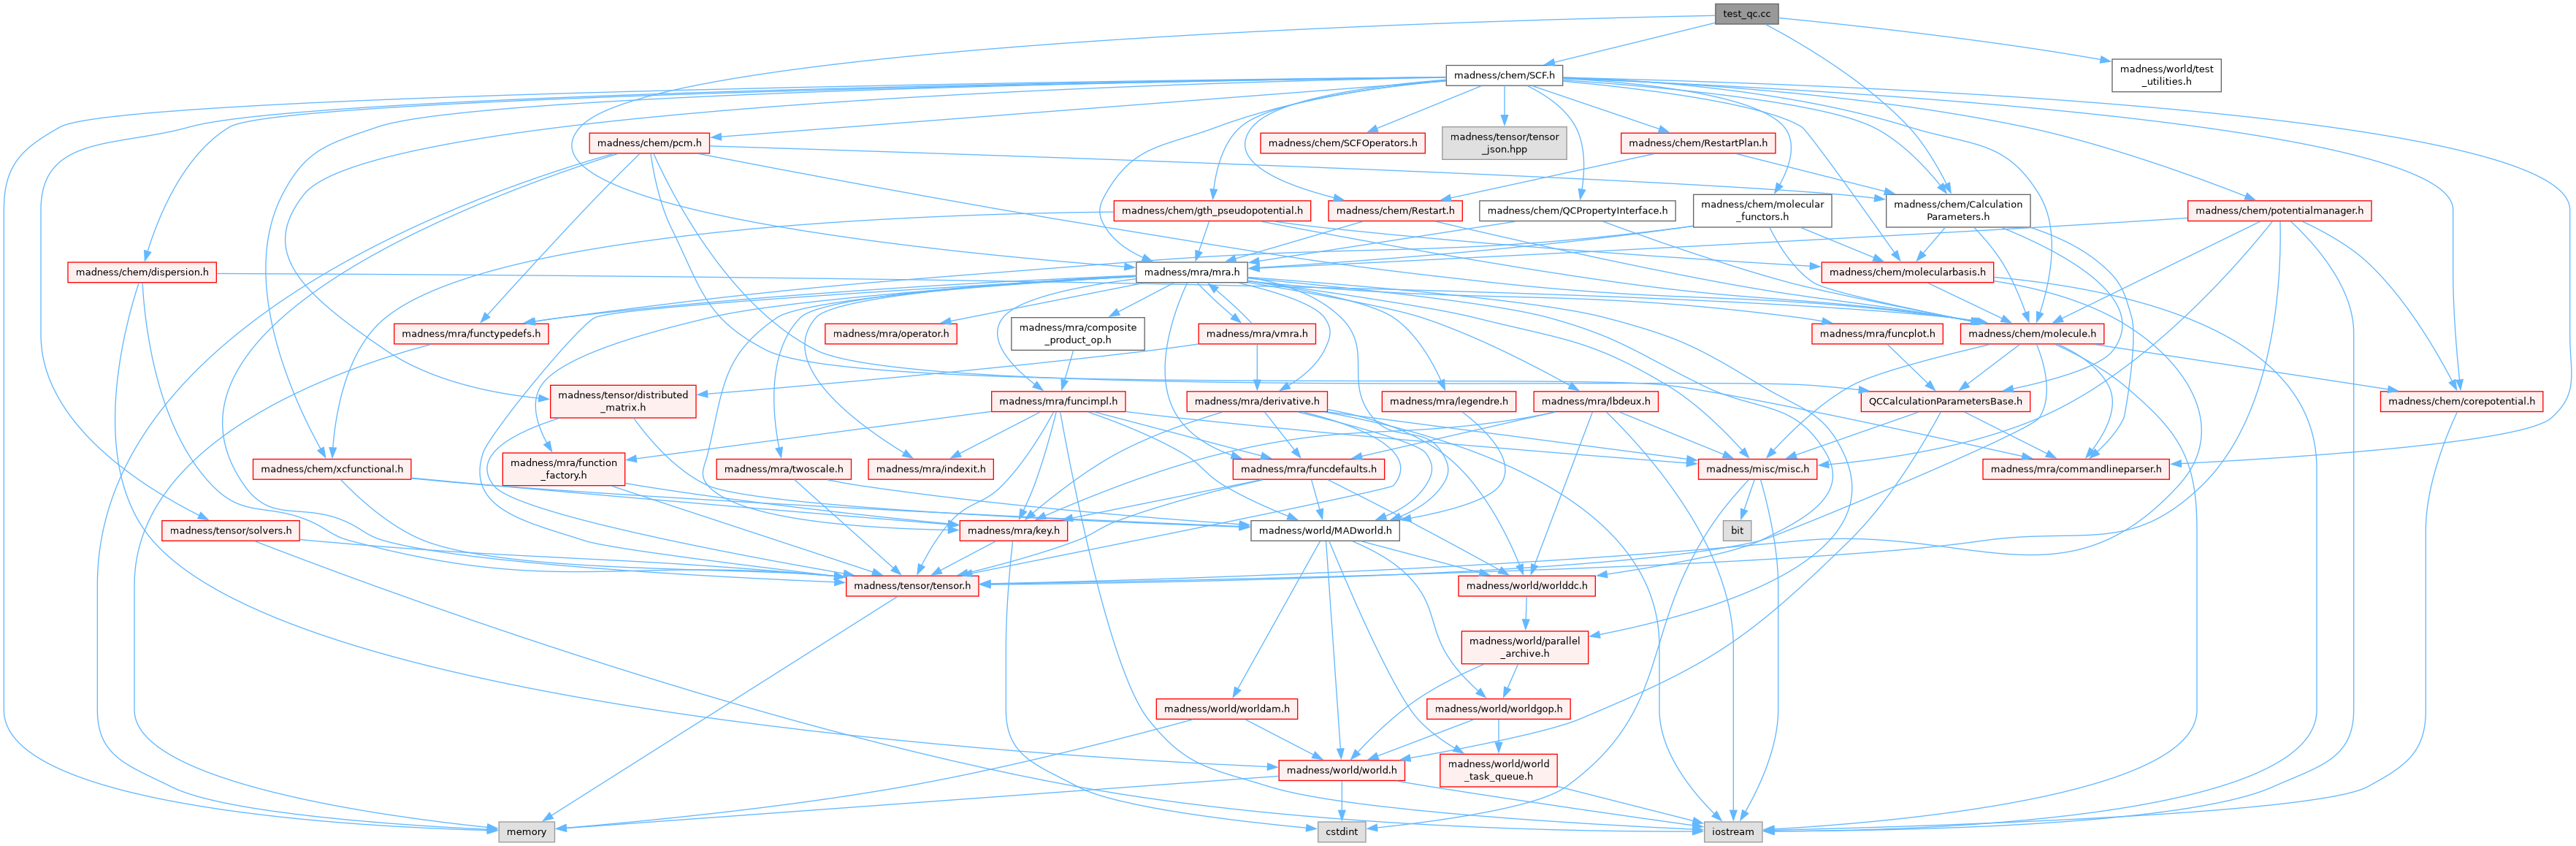 test_qc.cc
madness/chem/SCF.h
madness/world/test
_utilities.h
madness/chem/pcm.h
madness/chem/SCFOperators.h
madness/tensor/tensor
_json.hpp
madness/chem/RestartPlan.h
madness/chem/gth_pseudopotential.h
madness/chem/Restart.h
madness/chem/QCPropertyInterface.h
madness/chem/molecular
_functors.h
madness/chem/Calculation
Parameters.h
madness/chem/potentialmanager.h
madness/chem/dispersion.h
madness/mra/mra.h
madness/chem/molecularbasis.h
madness/mra/functypedefs.h
madness/mra/operator.h
madness/mra/composite
_product_op.h
madness/mra/vmra.h
madness/mra/funcplot.h
madness/chem/molecule.h
madness/tensor/distributed
_matrix.h
madness/mra/funcimpl.h
madness/mra/derivative.h
madness/mra/legendre.h
madness/mra/lbdeux.h
QCCalculationParametersBase.h
madness/chem/corepotential.h
madness/chem/xcfunctional.h
madness/mra/function
_factory.h
madness/mra/twoscale.h
madness/mra/indexit.h
madness/mra/funcdefaults.h
madness/misc/misc.h
madness/mra/commandlineparser.h
madness/tensor/solvers.h
madness/mra/key.h
madness/world/MADworld.h
bit
madness/tensor/tensor.h
madness/world/worlddc.h
madness/world/parallel
_archive.h
madness/world/worldam.h
madness/world/worldgop.h
madness/world/world.h
madness/world/world
_task_queue.h
memory
cstdint
iostream